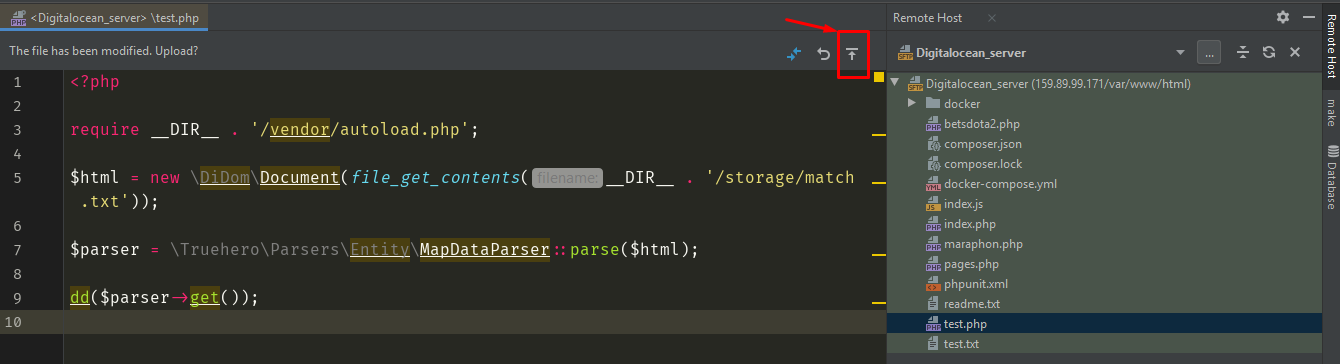 <Digitalocean_server> \test.php
The file has been modified. Upload?
1 <?php
2
3 require __DIR__ . '/vendor/autoload.php';
4
5 $html = new \DiDom\Document(file_get_contents( filename: __DIR__ . '/storage/match
.txt'));
6
7 $parser = \Truehero\Parsers\Entity\MapDataParser::parse($html);
8
9 dd($parser->get());
10
Remote Host
Digitalocean_server
...
Digitalocean_server (159.89.99.171/var/www/html)
docker
betsdota2.php
composer.json
composer.lock
docker-compose.yml
index.js
index.php
maraphon.php
pages.php
phpunit.xml
readme.txt
test.php
test.txt
Remote Host
make
Database